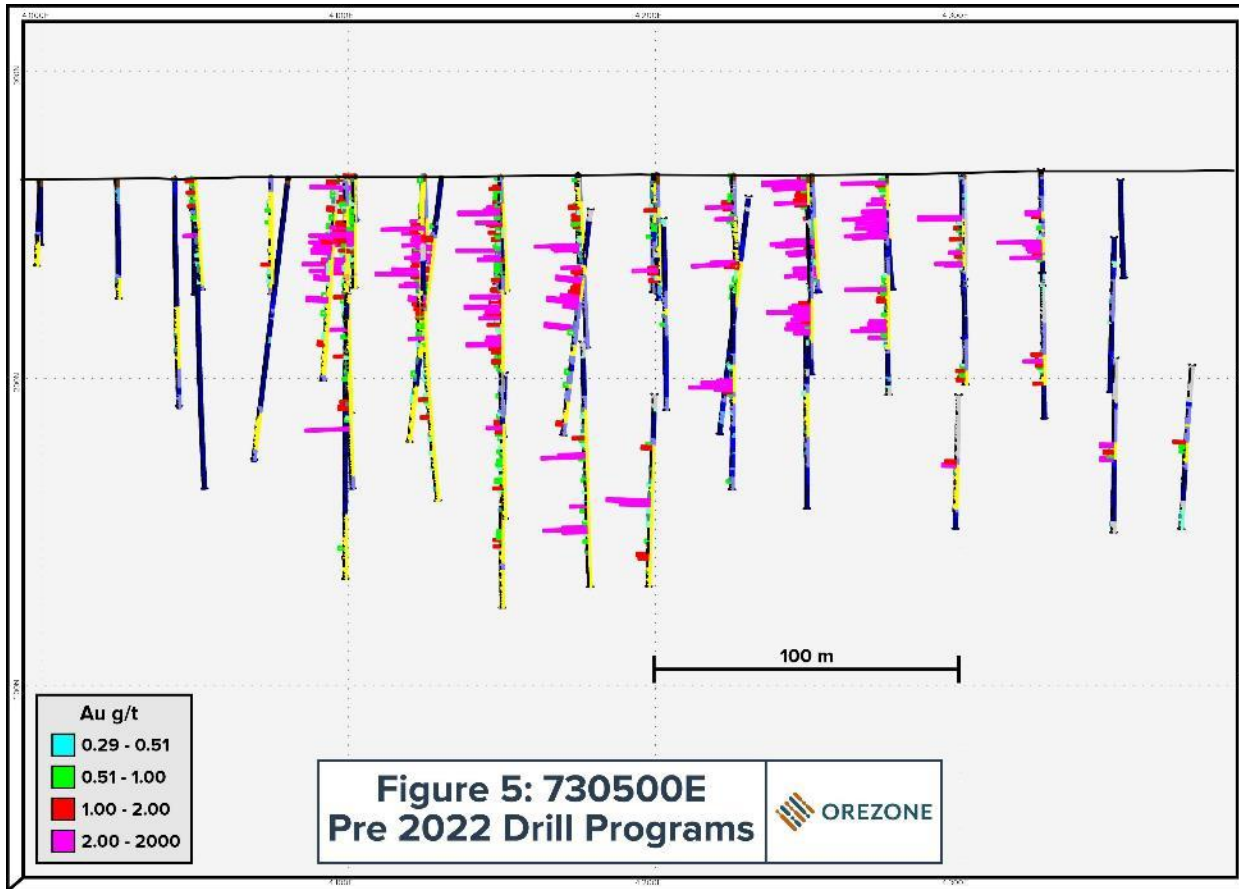 100 m
Au g/t
0.29 - 0.51
0.51 - 1.00
1.00 - 2.00
2.00 - 2000
Figure 5: 730500E
Pre 2022 Drill Programs
OREZONE